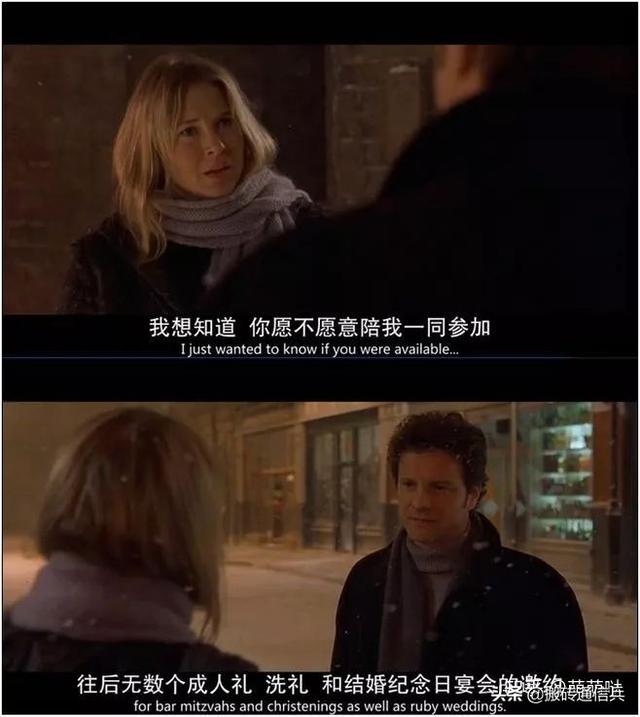 我想知道 你愿不愿意陪我一同参加
I just wanted to know if you were available...
往后无数个成人礼 洗礼 和结婚纪念日宴会的邀约
for bar mitzvahs and christenings as well as ruby weddings.
头条 @搬砖通信兵